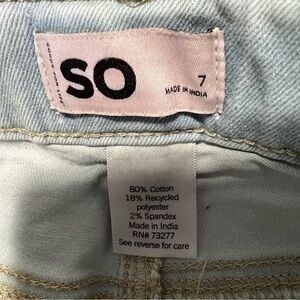 SO
7
MADE IN INDIA
80% Cotton
18% Recycled
polyester
2% Spandex
Made in India
RN# 73277
See reverse for care